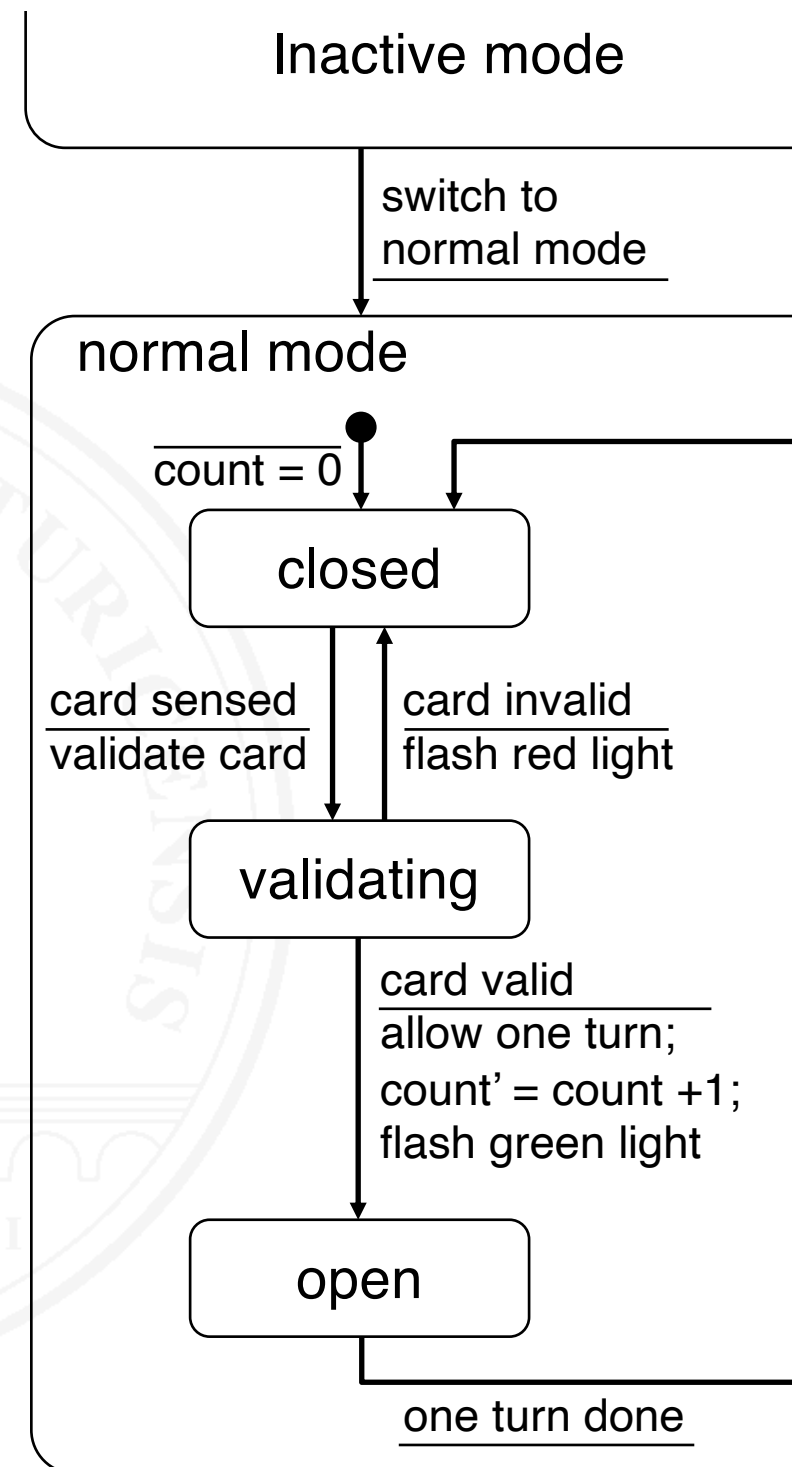 Inactive mode
switch to
normal mode
normal mode
count = 0
closed
card sensed
validate card
card invalid
flash red light
validating
card valid
allow one turn;
count’ = count +1;
flash green light
open
one turn done
TURICENSIS
I